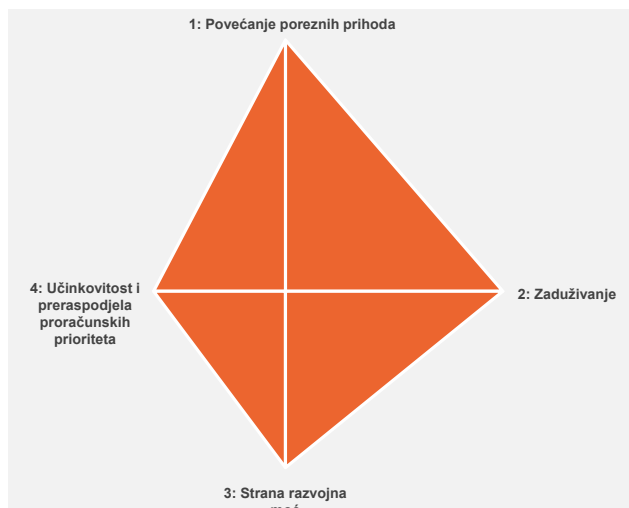 1: Povećanje poreznih prihoda
4: Učinkovitost i
preraspodjela
proračunskih
prioriteta
2: Zaduživanje
3: Strana razvojna